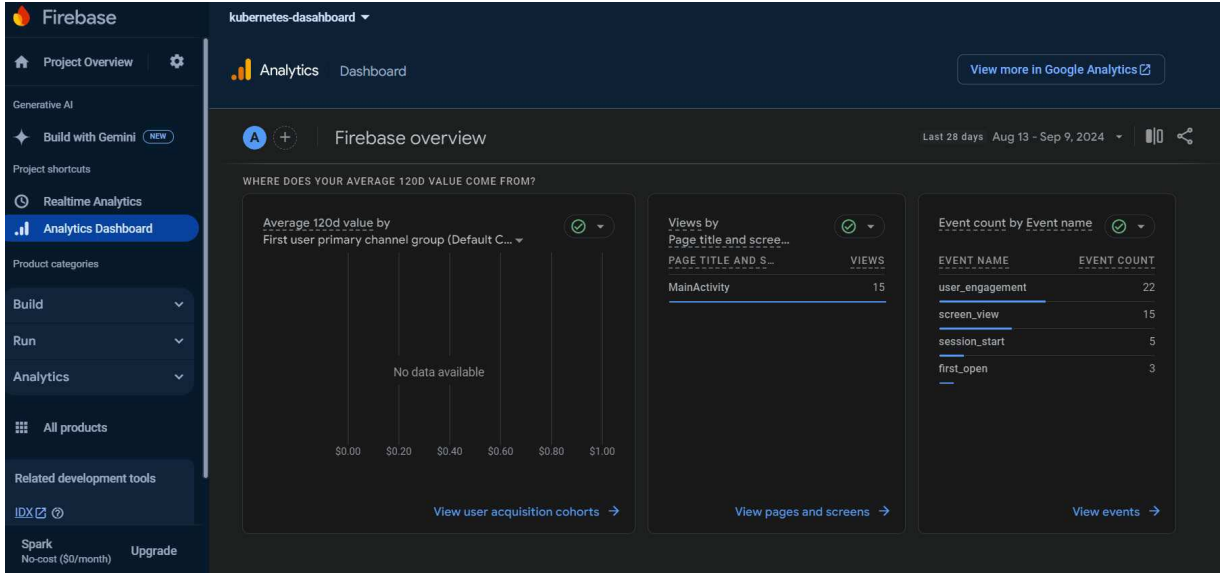 Firebase
Project Overview
Generative AI
Build with Gemini NEW
Project shortcuts
Realtime Analytics
Analytics Dashboard
Product categories
Build
Run
Analytics
All products
Related development tools
IDX
Spark
No-cost ($0/month)
Upgrade
kubernetes-dasahboard
Analytics Dashboard
View more in Google Analytics
A + Firebase overview
Last 28 days Aug 13 - Sep 9, 2024
WHERE DOES YOUR AVERAGE 120D VALUE COME FROM?
Average 120d value by
First user primary channel group (Default C...
No data available
$0.00 $0.20 $0.40 $0.60 $0.80 $1.00
View user acquisition cohorts →
Views by
Page title and scree...
PAGE TITLE AND S... VIEWS
MainActivity 15
View pages and screens →
Event count by Event name
EVENT NAME EVENT COUNT
user_engagement 22
screen_view 15
session_start 5
first_open 3
View events →